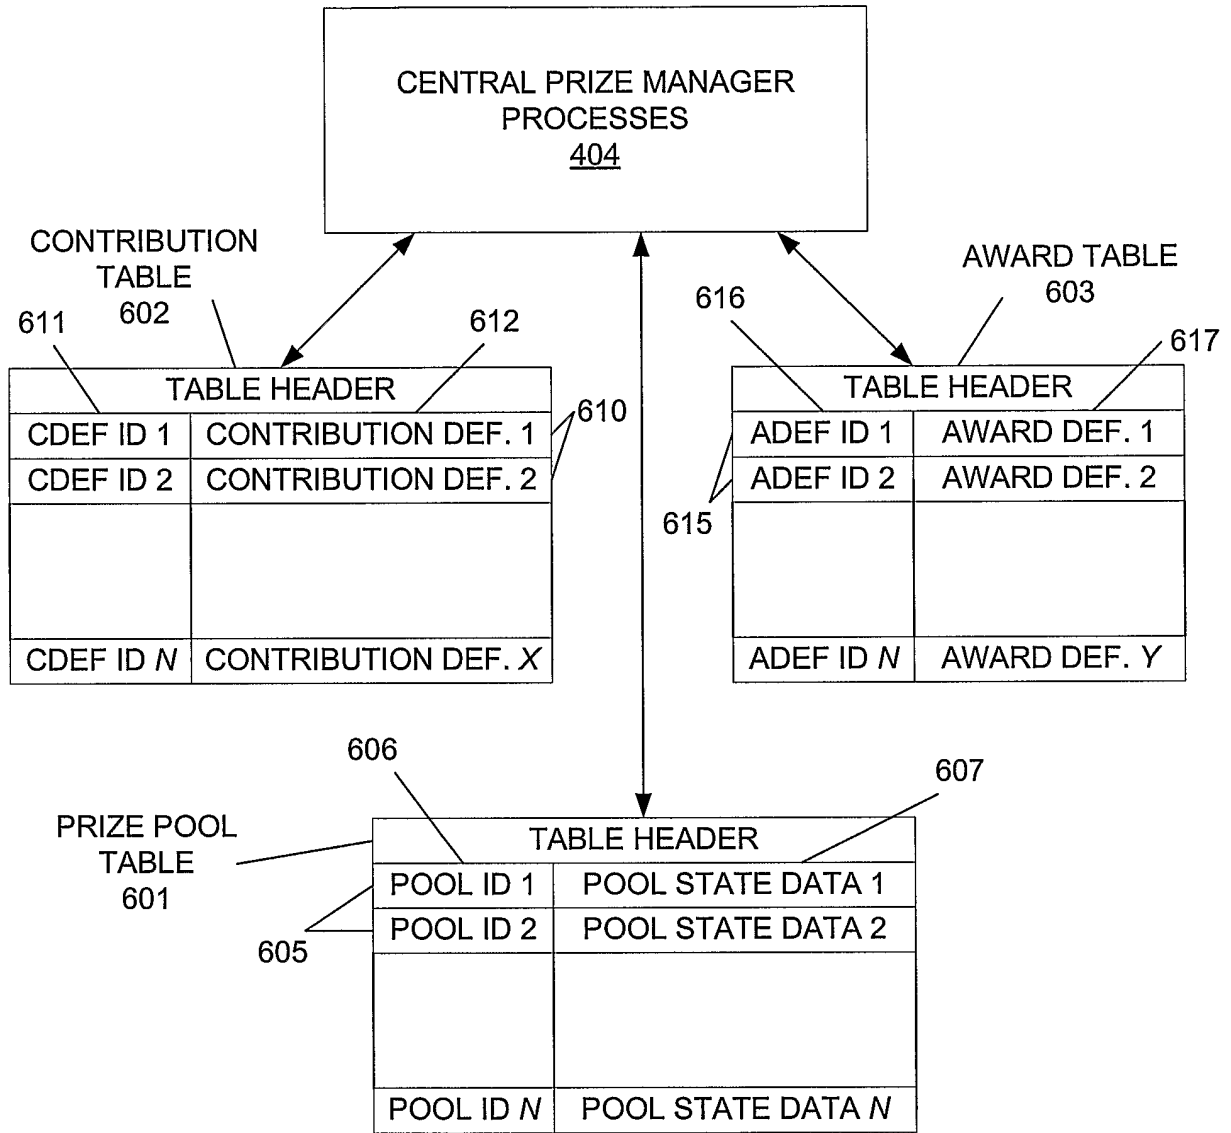 CENTRAL PRIZE MANAGER
PROCESSES
404
CONTRIBUTION
TABLE
602
AWARD TABLE
603
611
612
616
617
TABLE HEADER
CDEF ID 1 CONTRIBUTION DEF. 1
CDEF ID 2 CONTRIBUTION DEF. 2
CDEF ID N CONTRIBUTION DEF. X
610
TABLE HEADER
ADEF ID 1 AWARD DEF. 1
ADEF ID 2 AWARD DEF. 2
ADEF ID N AWARD DEF. Y
615
606
607
PRIZE POOL
TABLE
601
TABLE HEADER
POOL ID 1 POOL STATE DATA 1
POOL ID 2 POOL STATE DATA 2
POOL ID N POOL STATE DATA N
605